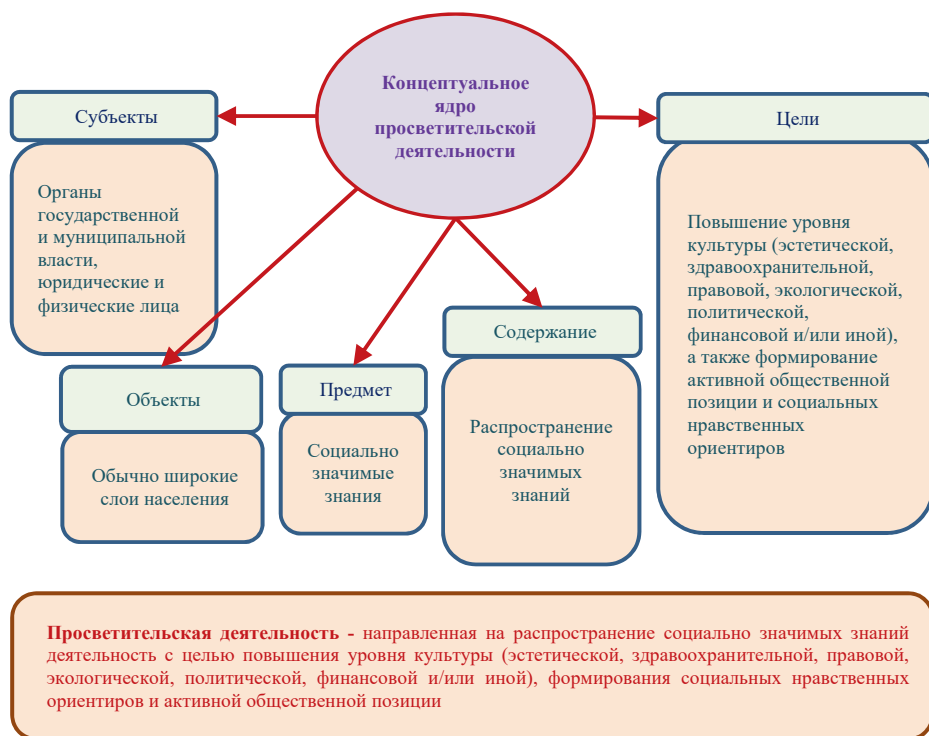 Концептуальное
ядро
просветительской
деятельности
Субъекты
Органы
государственной
и муниципальной
власти,
юридические и
физические лица
Объекты
Обычно широкие
слои населения
Предмет
Социально
значимые
знания
Содержание
Распространение
социально
значимых
знаний
Цели
Повышение уровня
культуры (эстетической,
здравоохранительной,
правовой, экологической,
политической,
финансовой и/или иной),
а также формирование
активной общественной
позиции и социальных
нравственных
ориентиров
Просветительская деятельность - направленная на распространение социально значимых знаний
деятельность с целью повышения уровня культуры (эстетической, здравоохранительной, правовой,
экологической, политической, финансовой и/или иной), формирования социальных нравственных
ориентиров и активной общественной позиции